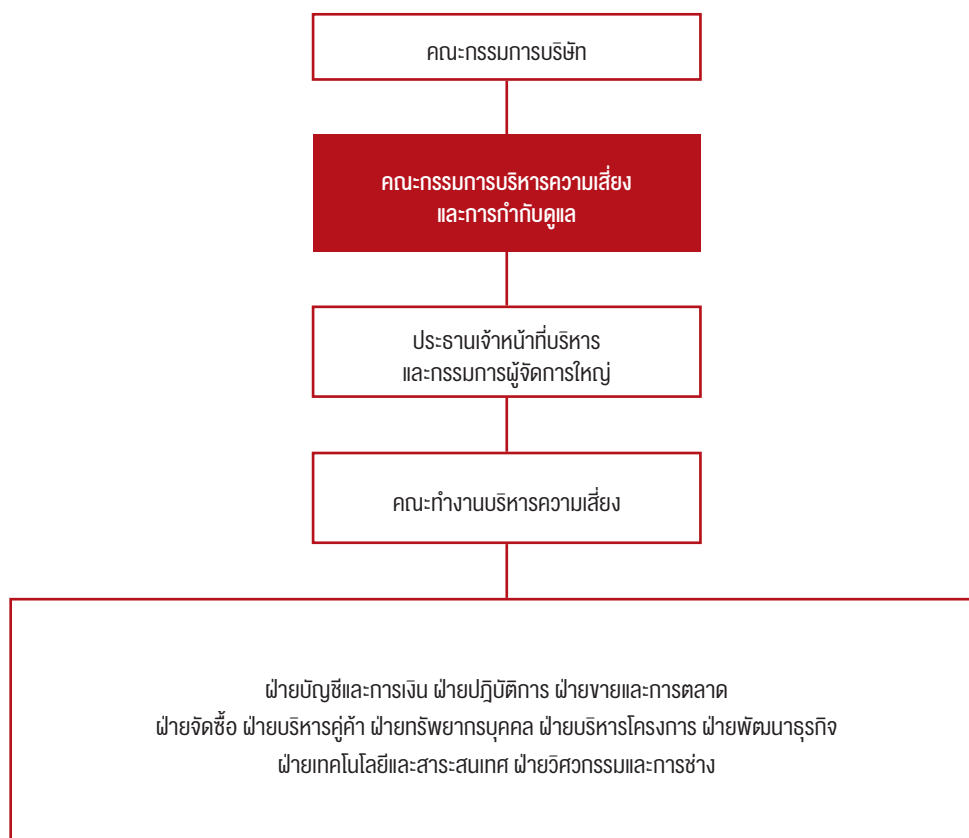 คณะกรรมการบริษัท
คณะกรรมการบริหารความเสี่ยง
และการกำกับดูแล
ประธานเจ้าหน้าที่บริหาร
และกรรมการผู้จัดการใหญ่
คณะทำงานบริหารความเสี่ยง
ฝ่ายบัญชีและการเงิน ฝ่ายปฎิบัติการ ฝ่ายขายและการตลาด
ฝ่ายจัดซื้อ ฝ่ายบริหารคู่ค้า ฝ่ายทรัพยากรบุคคล ฝ่ายบริหารโครงการ ฝ่ายพัฒนาธุรกิจ
ฝ่ายเทคโนโลยีและสาระสนเทศ ฝ่ายวิศวกรรมและการช่าง